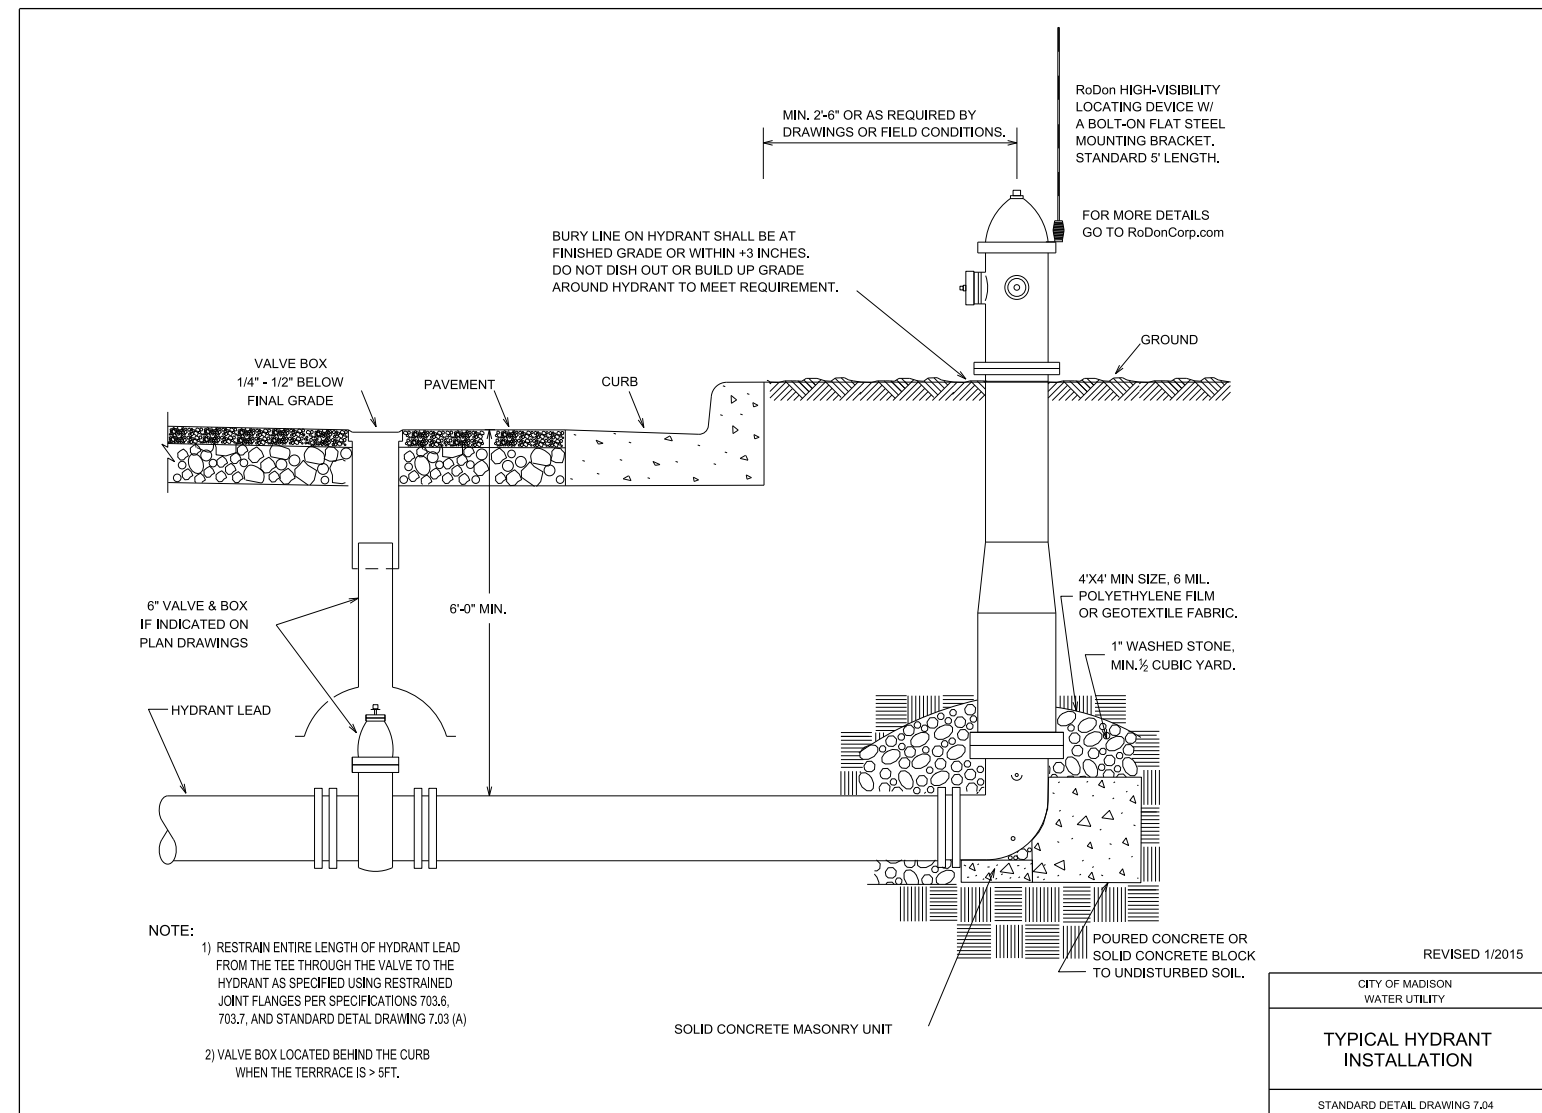 RoDon HIGH-VISIBILITY
LOCATING DEVICE W/
A BOLT-ON FLAT STEEL
MOUNTING BRACKET.
STANDARD 5' LENGTH.
FOR MORE DETAILS
GO TO RoDonCorp.com
MIN. 2'-6" OR AS REQUIRED BY
DRAWINGS OR FIELD CONDITIONS.
BURY LINE ON HYDRANT SHALL BE AT
FINISHED GRADE OR WITHIN +3 INCHES.
DO NOT DISH OUT OR BUILD UP GRADE
AROUND HYDRANT TO MEET REQUIREMENT.
GROUND
VALVE BOX
1/4" - 1/2" BELOW
FINAL GRADE
PAVEMENT
CURB
6" VALVE & BOX
IF INDICATED ON
PLAN DRAWINGS
6'-0" MIN.
4'X4' MIN SIZE, 6 MIL.
POLYETHYLENE FILM
OR GEOTEXTILE FABRIC.
1" WASHED STONE,
MIN. ½ CUBIC YARD.
HYDRANT LEAD
NOTE:
1) RESTRAIN ENTIRE LENGTH OF HYDRANT LEAD
FROM THE TEE THROUGH THE VALVE TO THE
HYDRANT AS SPECIFIED USING RESTRAINED
JOINT FLANGES PER SPECIFICATIONS 703.6,
703.7, AND STANDARD DETAL DRAWING 7.03 (A)
2) VALVE BOX LOCATED BEHIND THE CURB
WHEN THE TERRRACE IS > 5FT.
SOLID CONCRETE MASONRY UNIT
POURED CONCRETE OR
SOLID CONCRETE BLOCK
TO UNDISTURBED SOIL.
REVISED 1/2015
CITY OF MADISON
WATER UTILITY
TYPICAL HYDRANT
INSTALLATION
STANDARD DETAIL DRAWING 7.04